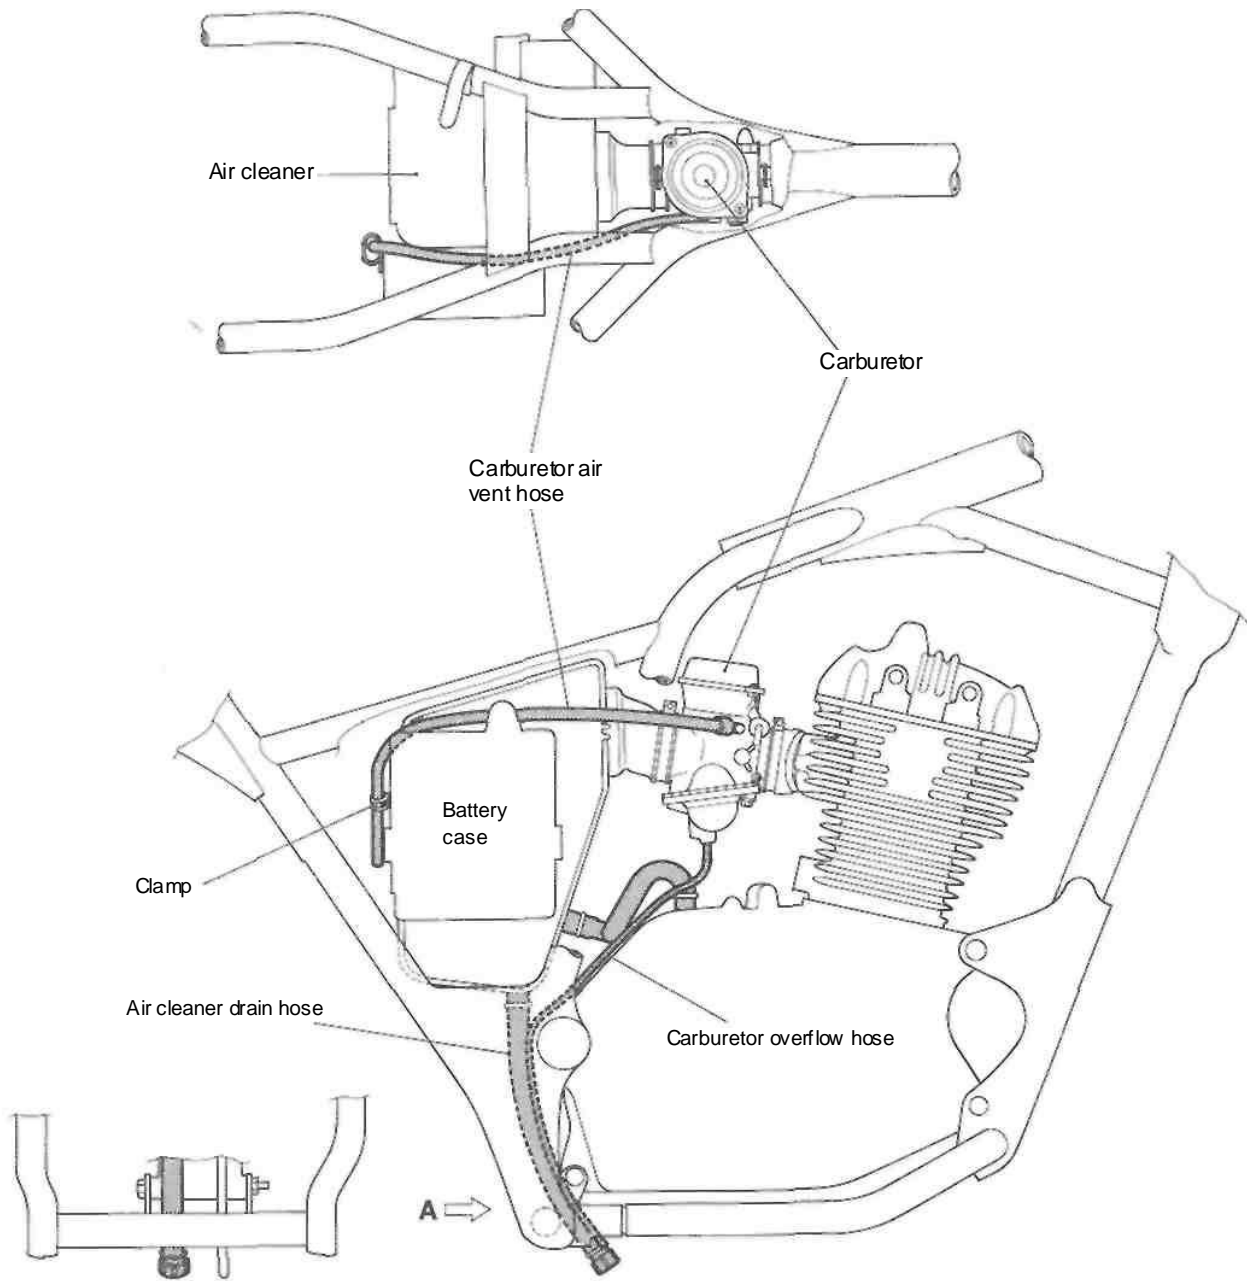 Air cleaner
Carburetor
Carburetor air
vent hose
Battery
case
Clamp
Air cleaner drain hose
Carburetor overflow hose
A